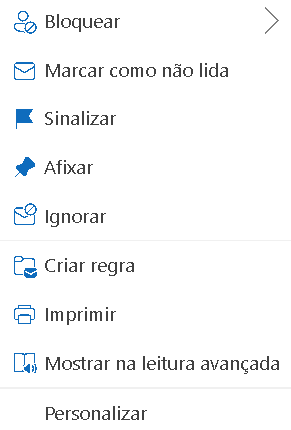 Bloquear
Marcar como não lida
Sinalizar
Afixar
Ignorar
Criar regra
Imprimir
Mostrar na leitura avançada
Personalizar